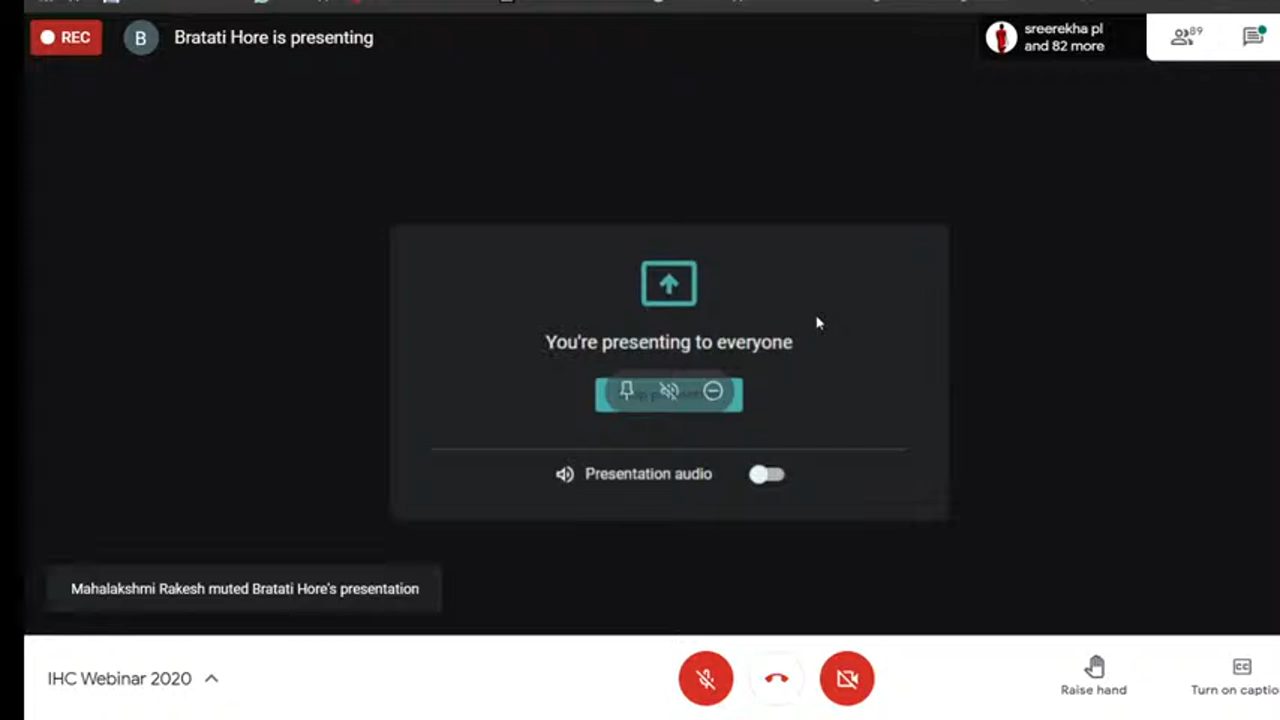 REC
B
Bratati Hore is presenting
sreerekha pl
and 82 more
89
You're presenting to everyone
Presentation audio
Mahalakshmi Rakesh muted Bratati Hore's presentation
IHC Webinar 2020
Raise hand
CC
Turn on captio